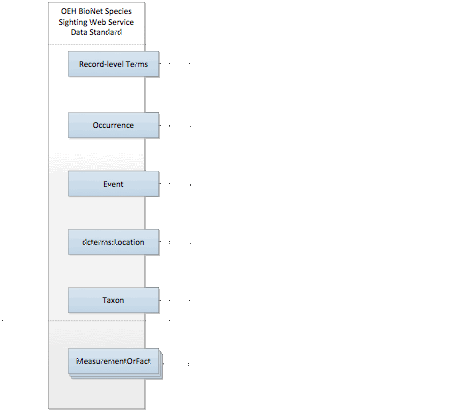 OEH BioNet Species
Sighting Web Service
Data Standard
Record-level Terms
Occurrence
Event
dcterms:Location
Taxon
MeasurementOrFact